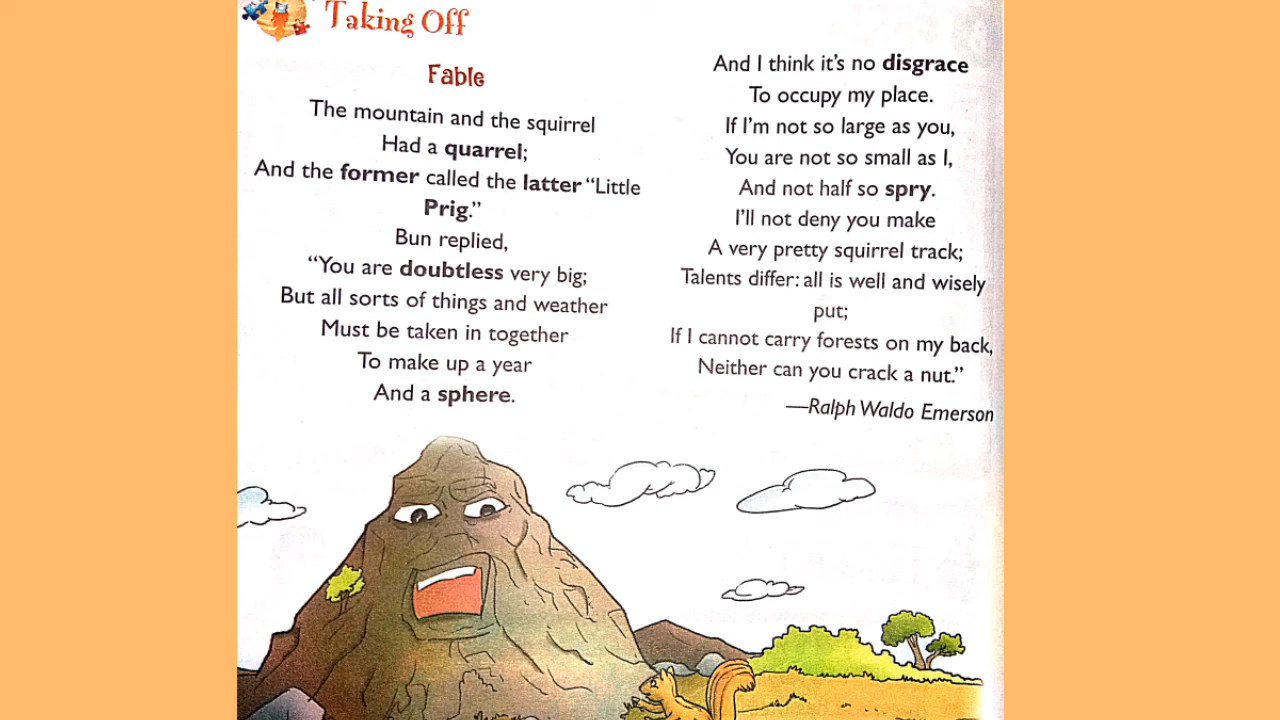 Taking Off
Fable
The mountain and the squirrel
Had a quarrel;
And the former called the latter “Little
Prig.”
Bun replied,
“You are doubtless very big;
But all sorts of things and weather
Must be taken in together
To make up a year
And a sphere.
And I think it’s no disgrace
To occupy my place.
If I’m not so large as you,
You are not so small as I,
And not half so spry.
I’ll not deny you make
A very pretty squirrel track;
Talents differ: all is well and wisely
put;
If I cannot carry forests on my back,
Neither can you crack a nut.”
—Ralph Waldo Emerson